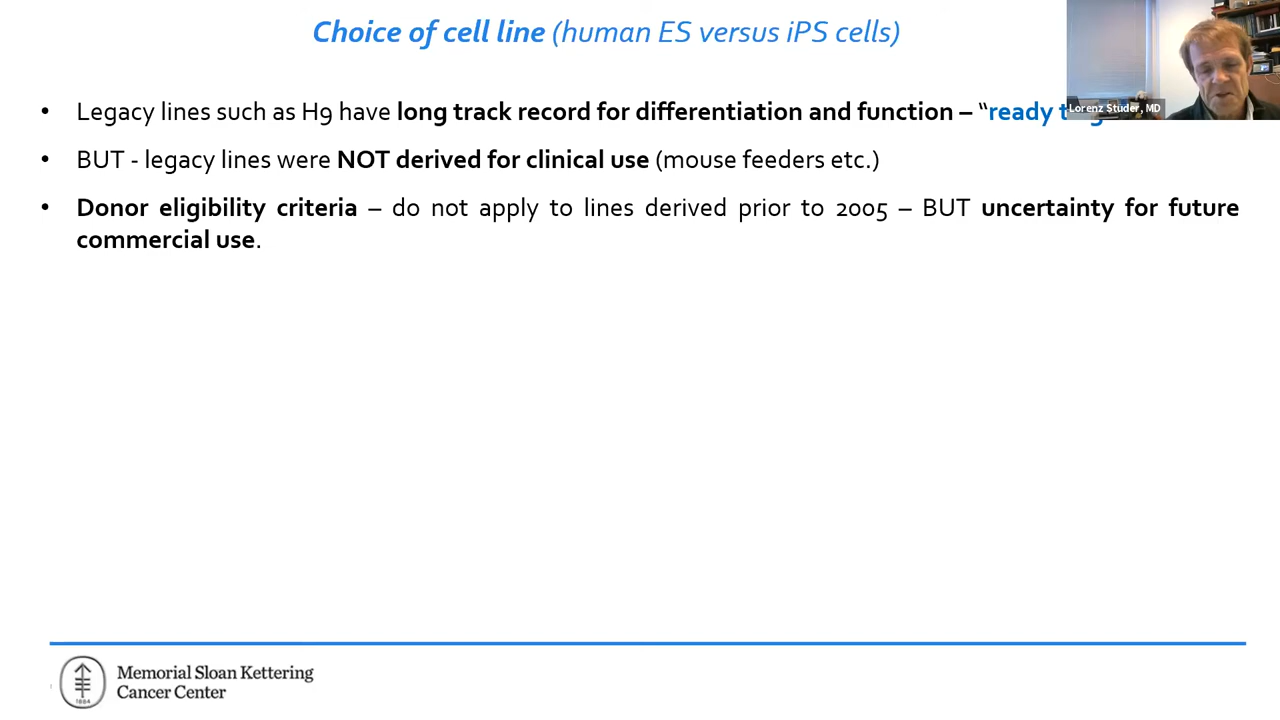 Choice of cell line (human ES versus iPS cells)
Lorenz Studer, MD
• Legacy lines such as H9 have long track record for differentiation and function – “ready
• BUT - legacy lines were NOT derived for clinical use (mouse feeders etc.)
• Donor eligibility criteria – do not apply to lines derived prior to 2005 – BUT uncertainty for future
commercial use.
Memorial Sloan Kettering
Cancer Center
1884